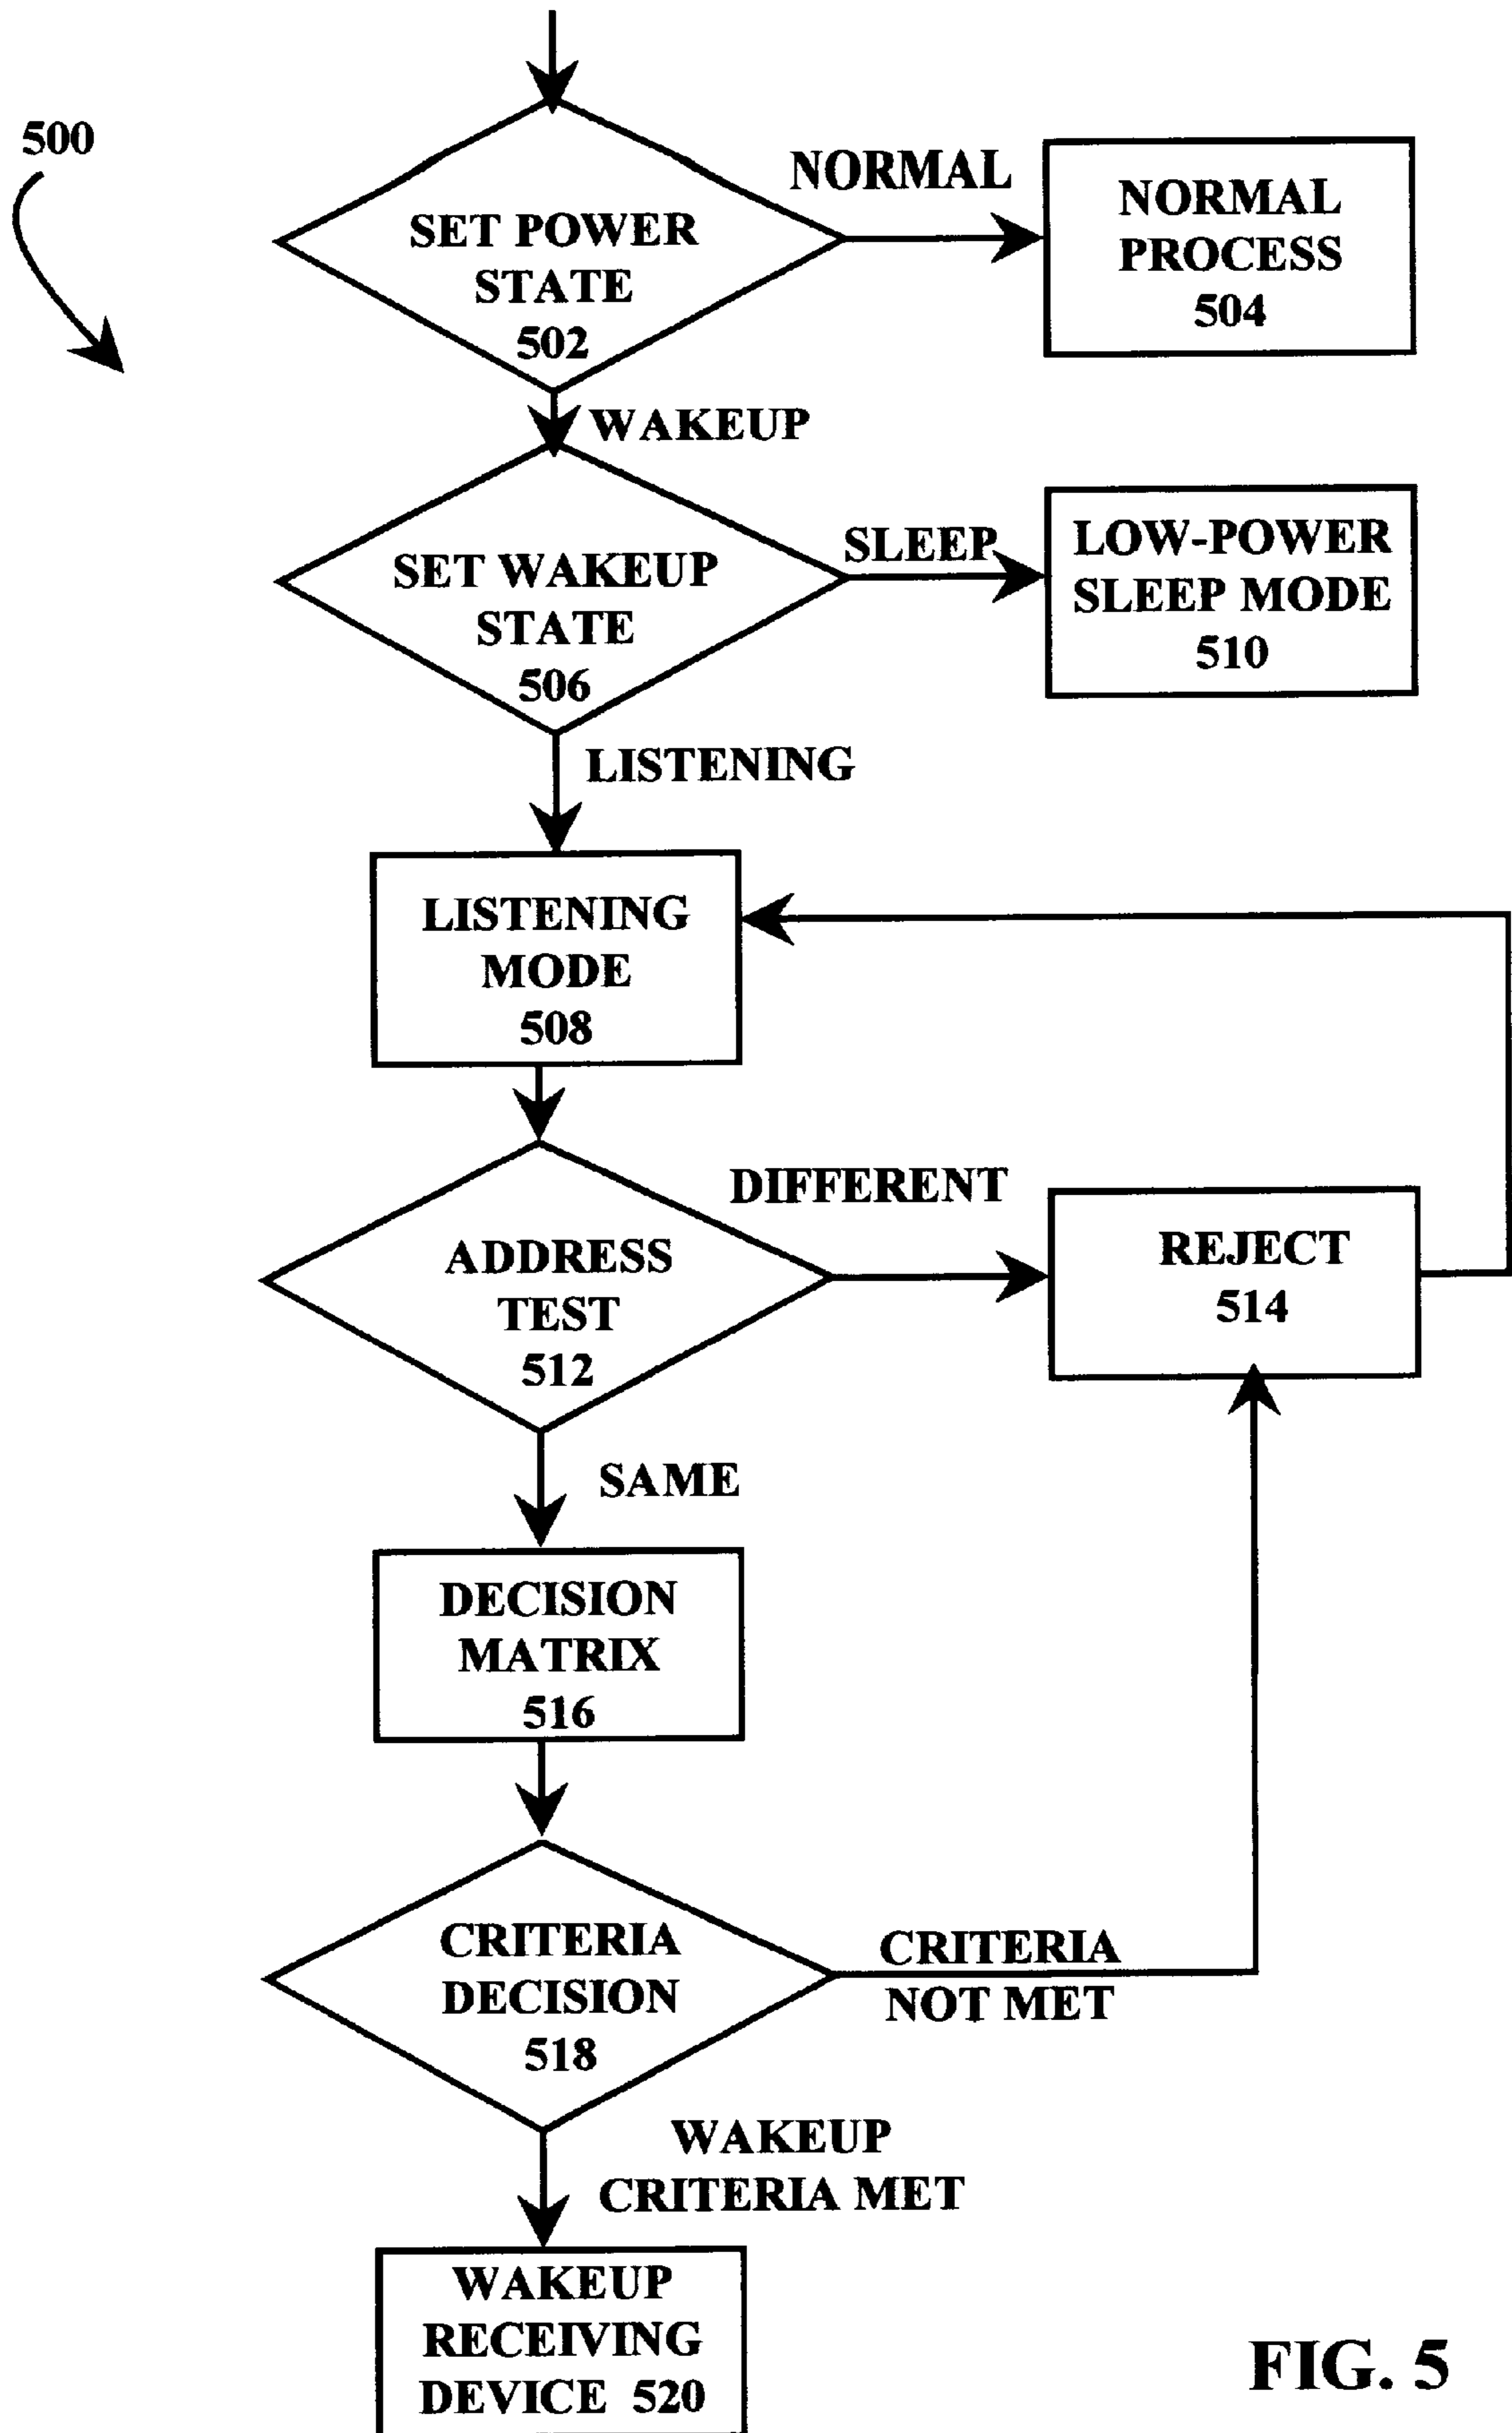 500
SET POWER
STATE
502
NORMAL
NORMAL
PROCESS
504
WAKEUP
SET WAKEUP
STATE
506
SLEEP
LOW-POWER
SLEEP MODE
510
LISTENING
LISTENING
MODE
508
ADDRESS
TEST
512
DIFFERENT
REJECT
514
SAME
DECISION
MATRIX
516
CRITERIA
DECISION
518
CRITERIA
NOT MET
WAKEUP
CRITERIA MET
WAKEUP
RECEIVING
DEVICE 520
FIG. 5